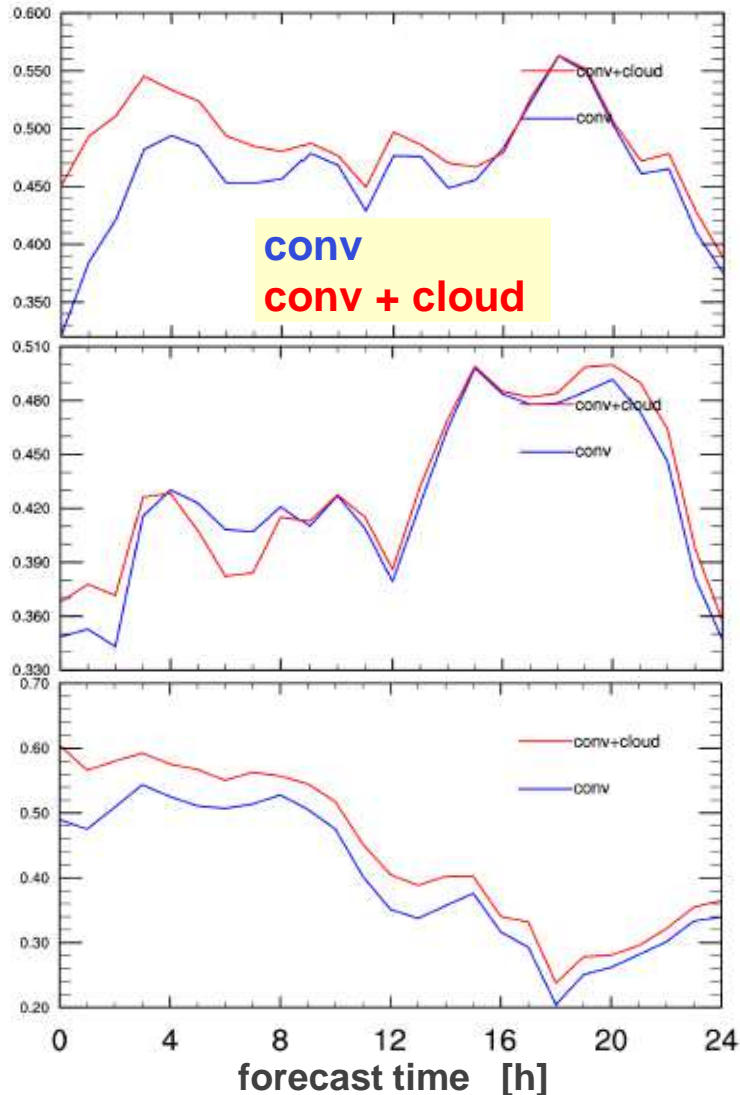 0.600
0.550
0.500
0.450
0.400
0.350
conv+cloud
conv
conv
conv + cloud
0.510
0.480
0.450
0.420
0.390
0.360
0.330
conv+cloud
conv
0.70
0.60
0.50
0.40
0.30
0.20
conv+cloud
conv
0 4 8 12 16 20 24
forecast time [h]